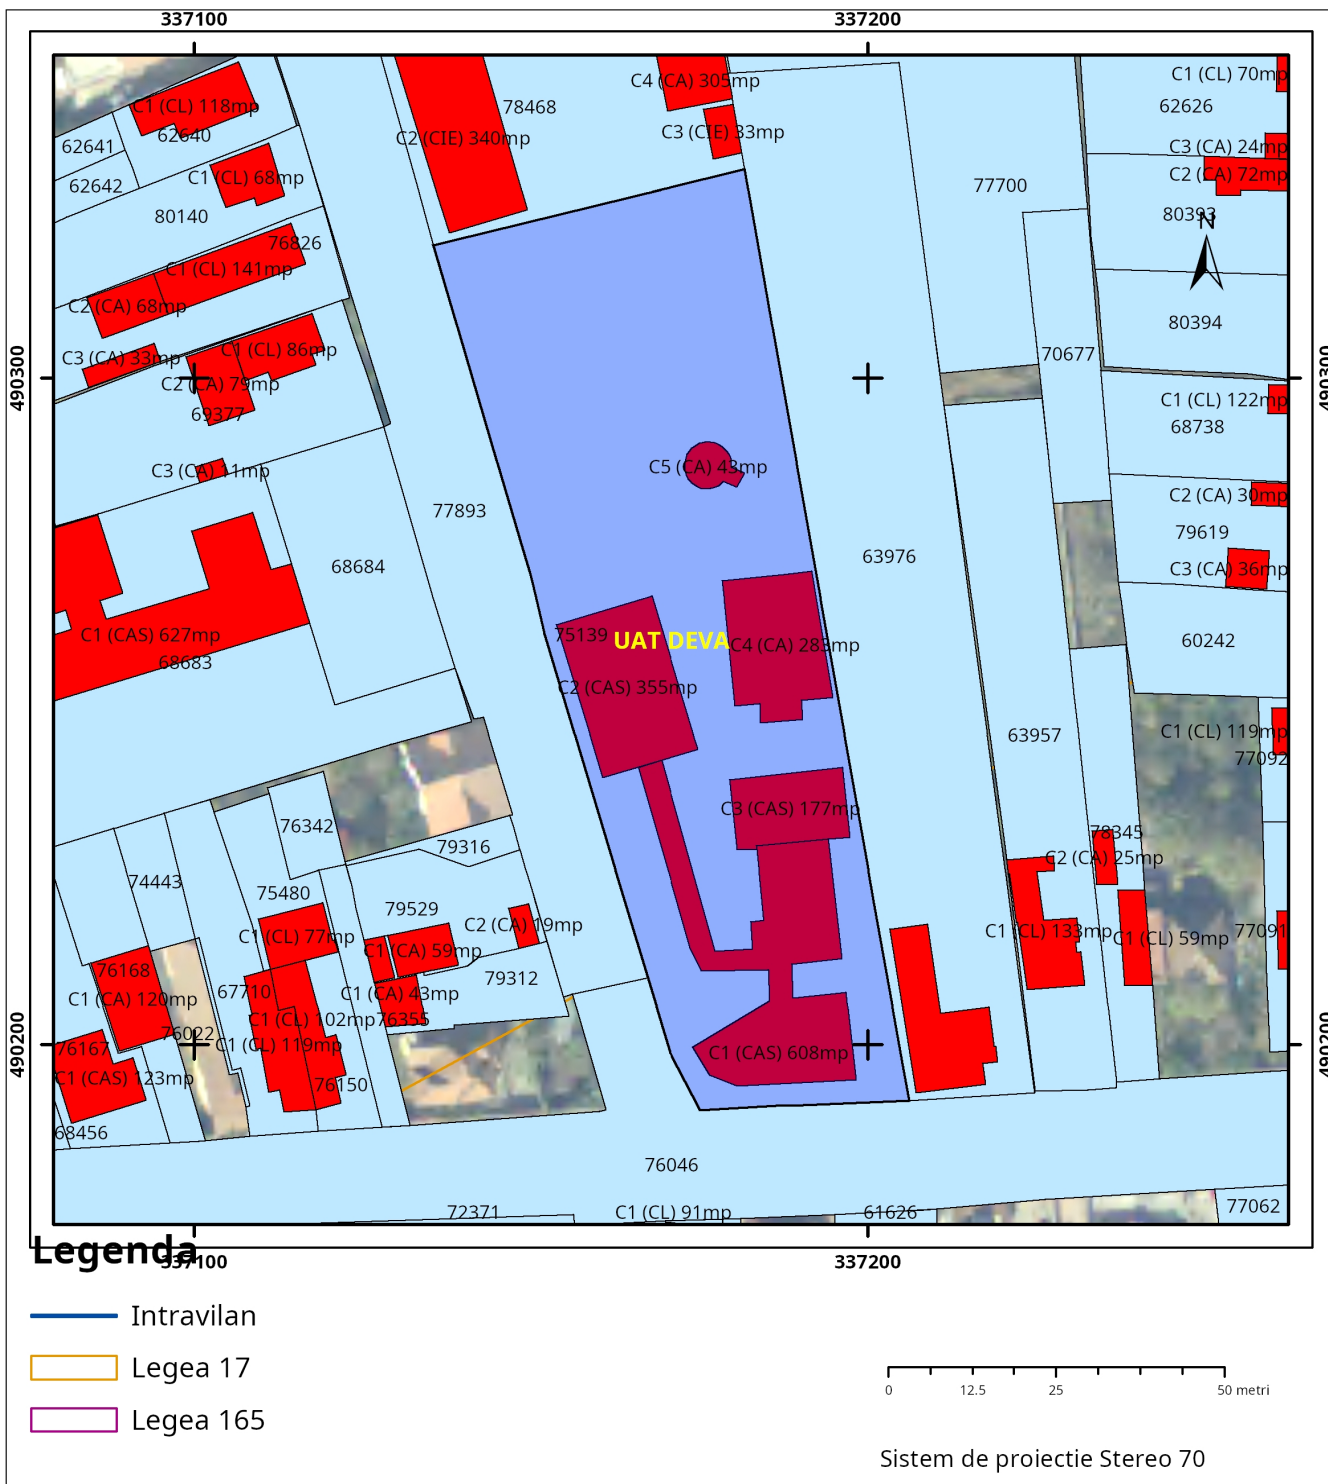 337100
337200
C1 (CL) 118mp
62640
62641
62642
C1 (CL) 68mp
80140
76826
C1 (CL) 141mp
C2 (CA) 68mp
C3 (CA) 33mp
C1 (CL) 86mp
C2 (CA) 79mp
69377
C3 (CA) 11mp
C2 (CIE) 340mp
78468
C4 (CA) 305mp
C3 (CIE) 33mp
77700
C1 (CL) 70mp
62626
C3 (CA) 24mp
C2 (CA) 72mp
80393
N
80394
70677
490300
490300
C1 (CL) 122mp
68738
C2 (CA) 30mp
79619
C3 (CA) 36mp
60242
C5 (CA) 43mp
77893
68684
63976
C1 (CAS) 627mp
68683
75139
UAT DEVA
C4 (CA) 283mp
C2 (CAS) 355mp
63957
C1 (CL) 119mp
77092
C3 (CAS) 177mp
76342
79316
78345
C2 (CA) 25mp
74443
75480
79529
C2 (CA) 19mp
C1 (CL) 77mp
C1 (CA) 59mp
C1 (CL) 133mp
C1 (CL) 59mp
77091
76168
C1 (CA) 120mp
67710
C1 (CA) 43mp
79312
C1 (CL) 102mp
76355
76022
C1 (CL) 119mp
76167
C1 (CAS) 123mp
76150
C1 (CAS) 608mp
490200
490200
68456
76046
72371
C1 (CL) 91mp
61626
77062
337100
337200
Legenda
Intravilan
Legea 17
Legea 165
0 12.5 25 50 metri
Sistem de proiectie Stereo 70